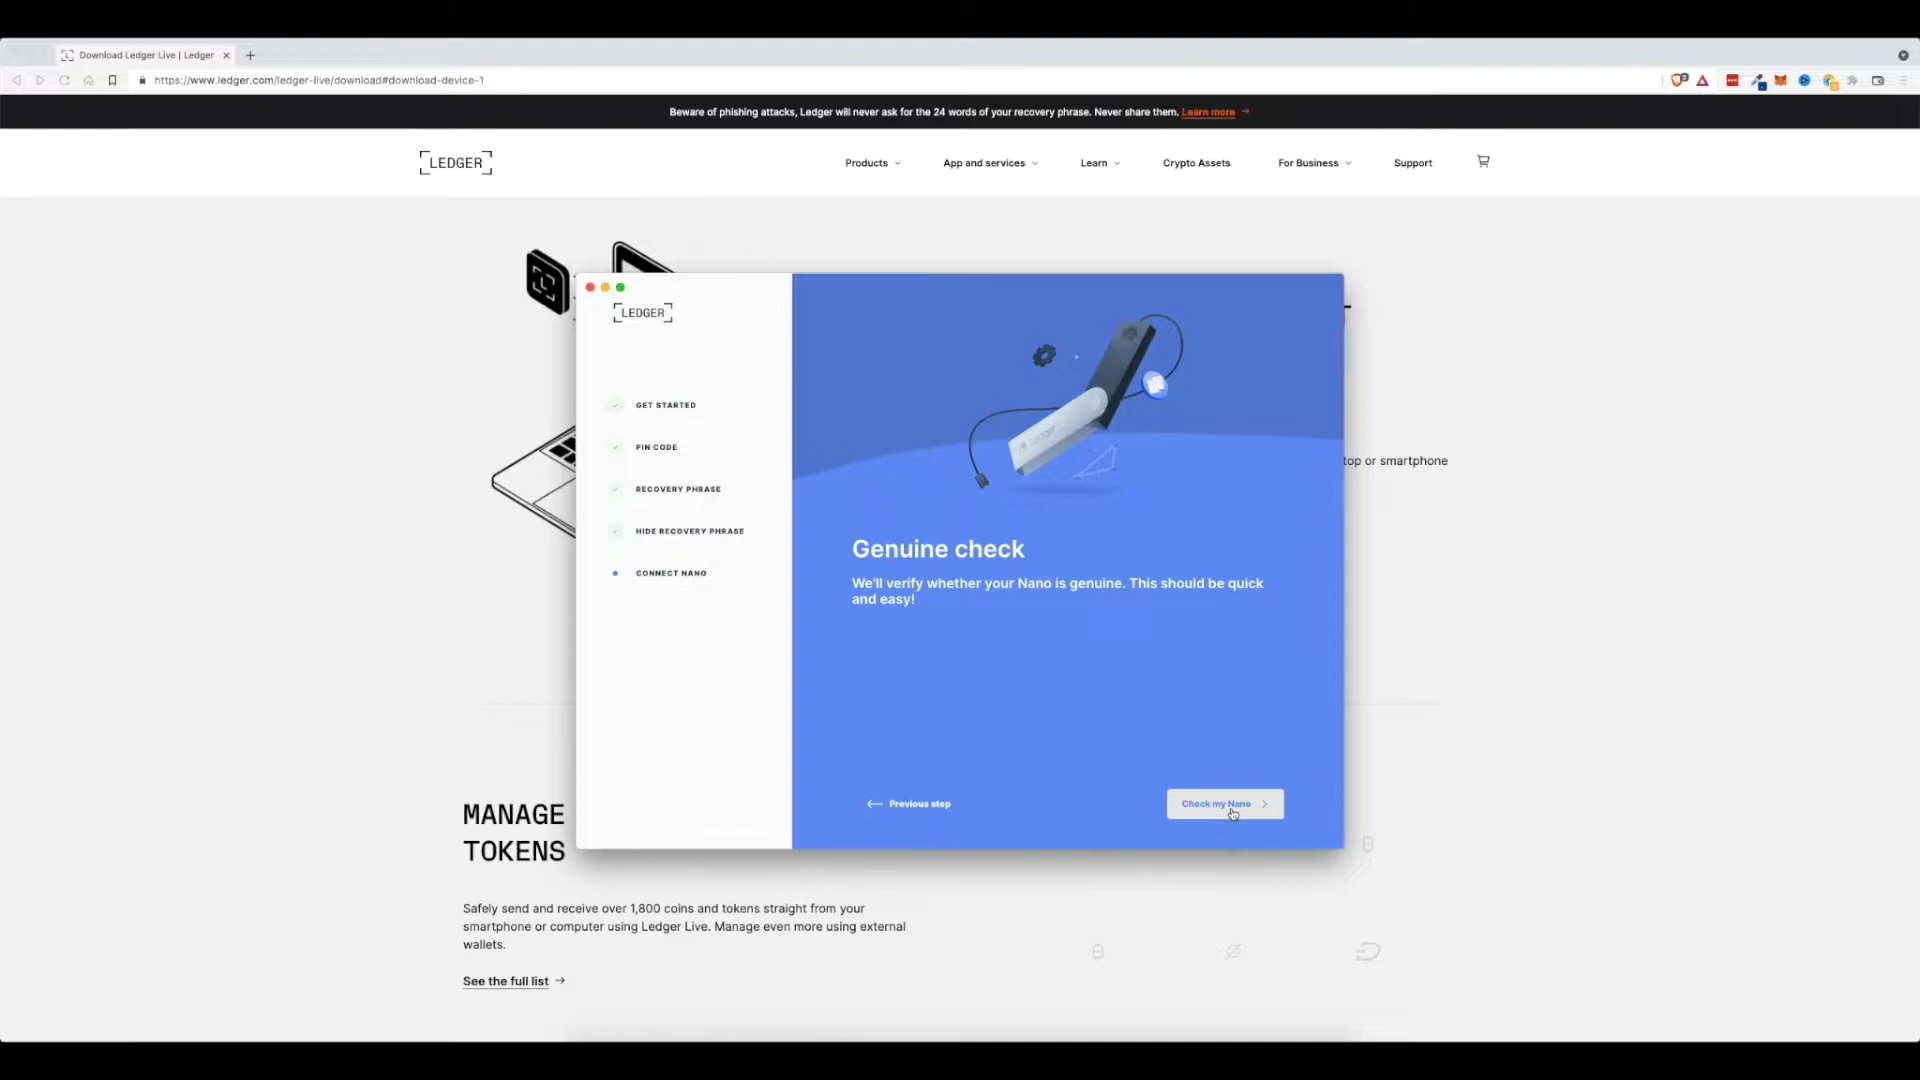 Download Ledger Live | Ledger
https://www.ledger.com/ledger-live/download#download-device-1
Beware of phishing attacks, Ledger will never ask for the 24 words of your recovery phrase. Never share them. Learn more →
LEDGER
Products
App and services
Learn
Crypto Assets
For Business
Support
LEDGER
GET STARTED
PIN CODE
RECOVERY PHRASE
HIDE RECOVERY PHRASE
CONNECT NANO
Genuine check
We'll verify whether your Nano is genuine. This should be quick
and easy!
← Previous step
Check my Nano
top or smartphone
MANAGE
TOKENS
Safely send and receive over 1,800 coins and tokens straight from your
smartphone or computer using Ledger Live. Manage even more using external
wallets.
See the full list →